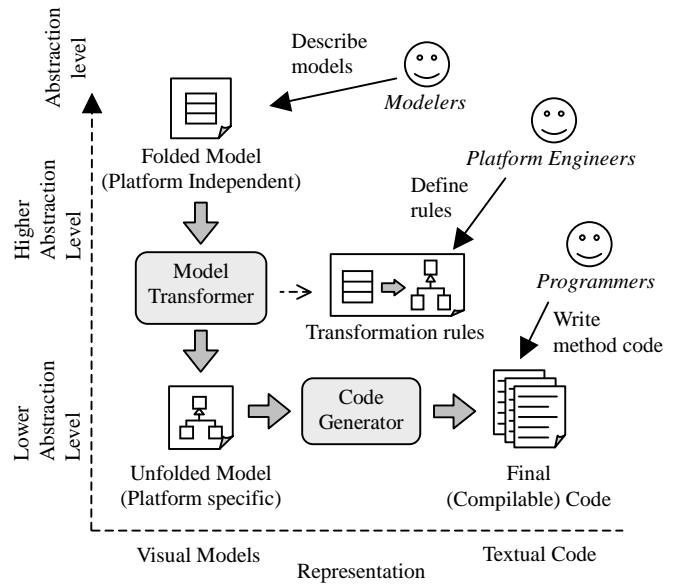 Abstraction
level
Describe
models
Modelers
Folded Model
(Platform Independent)
Platform Engineers
Define
rules
Higher
Abstraction
Level
Model
Transformer
Transformation rules
Programmers
Write
method code
Lower
Abstraction
Level
Code
Generator
Unfolded Model
(Platform specific)
Final
(Compilable) Code
Visual Models
Representation
Textual Code